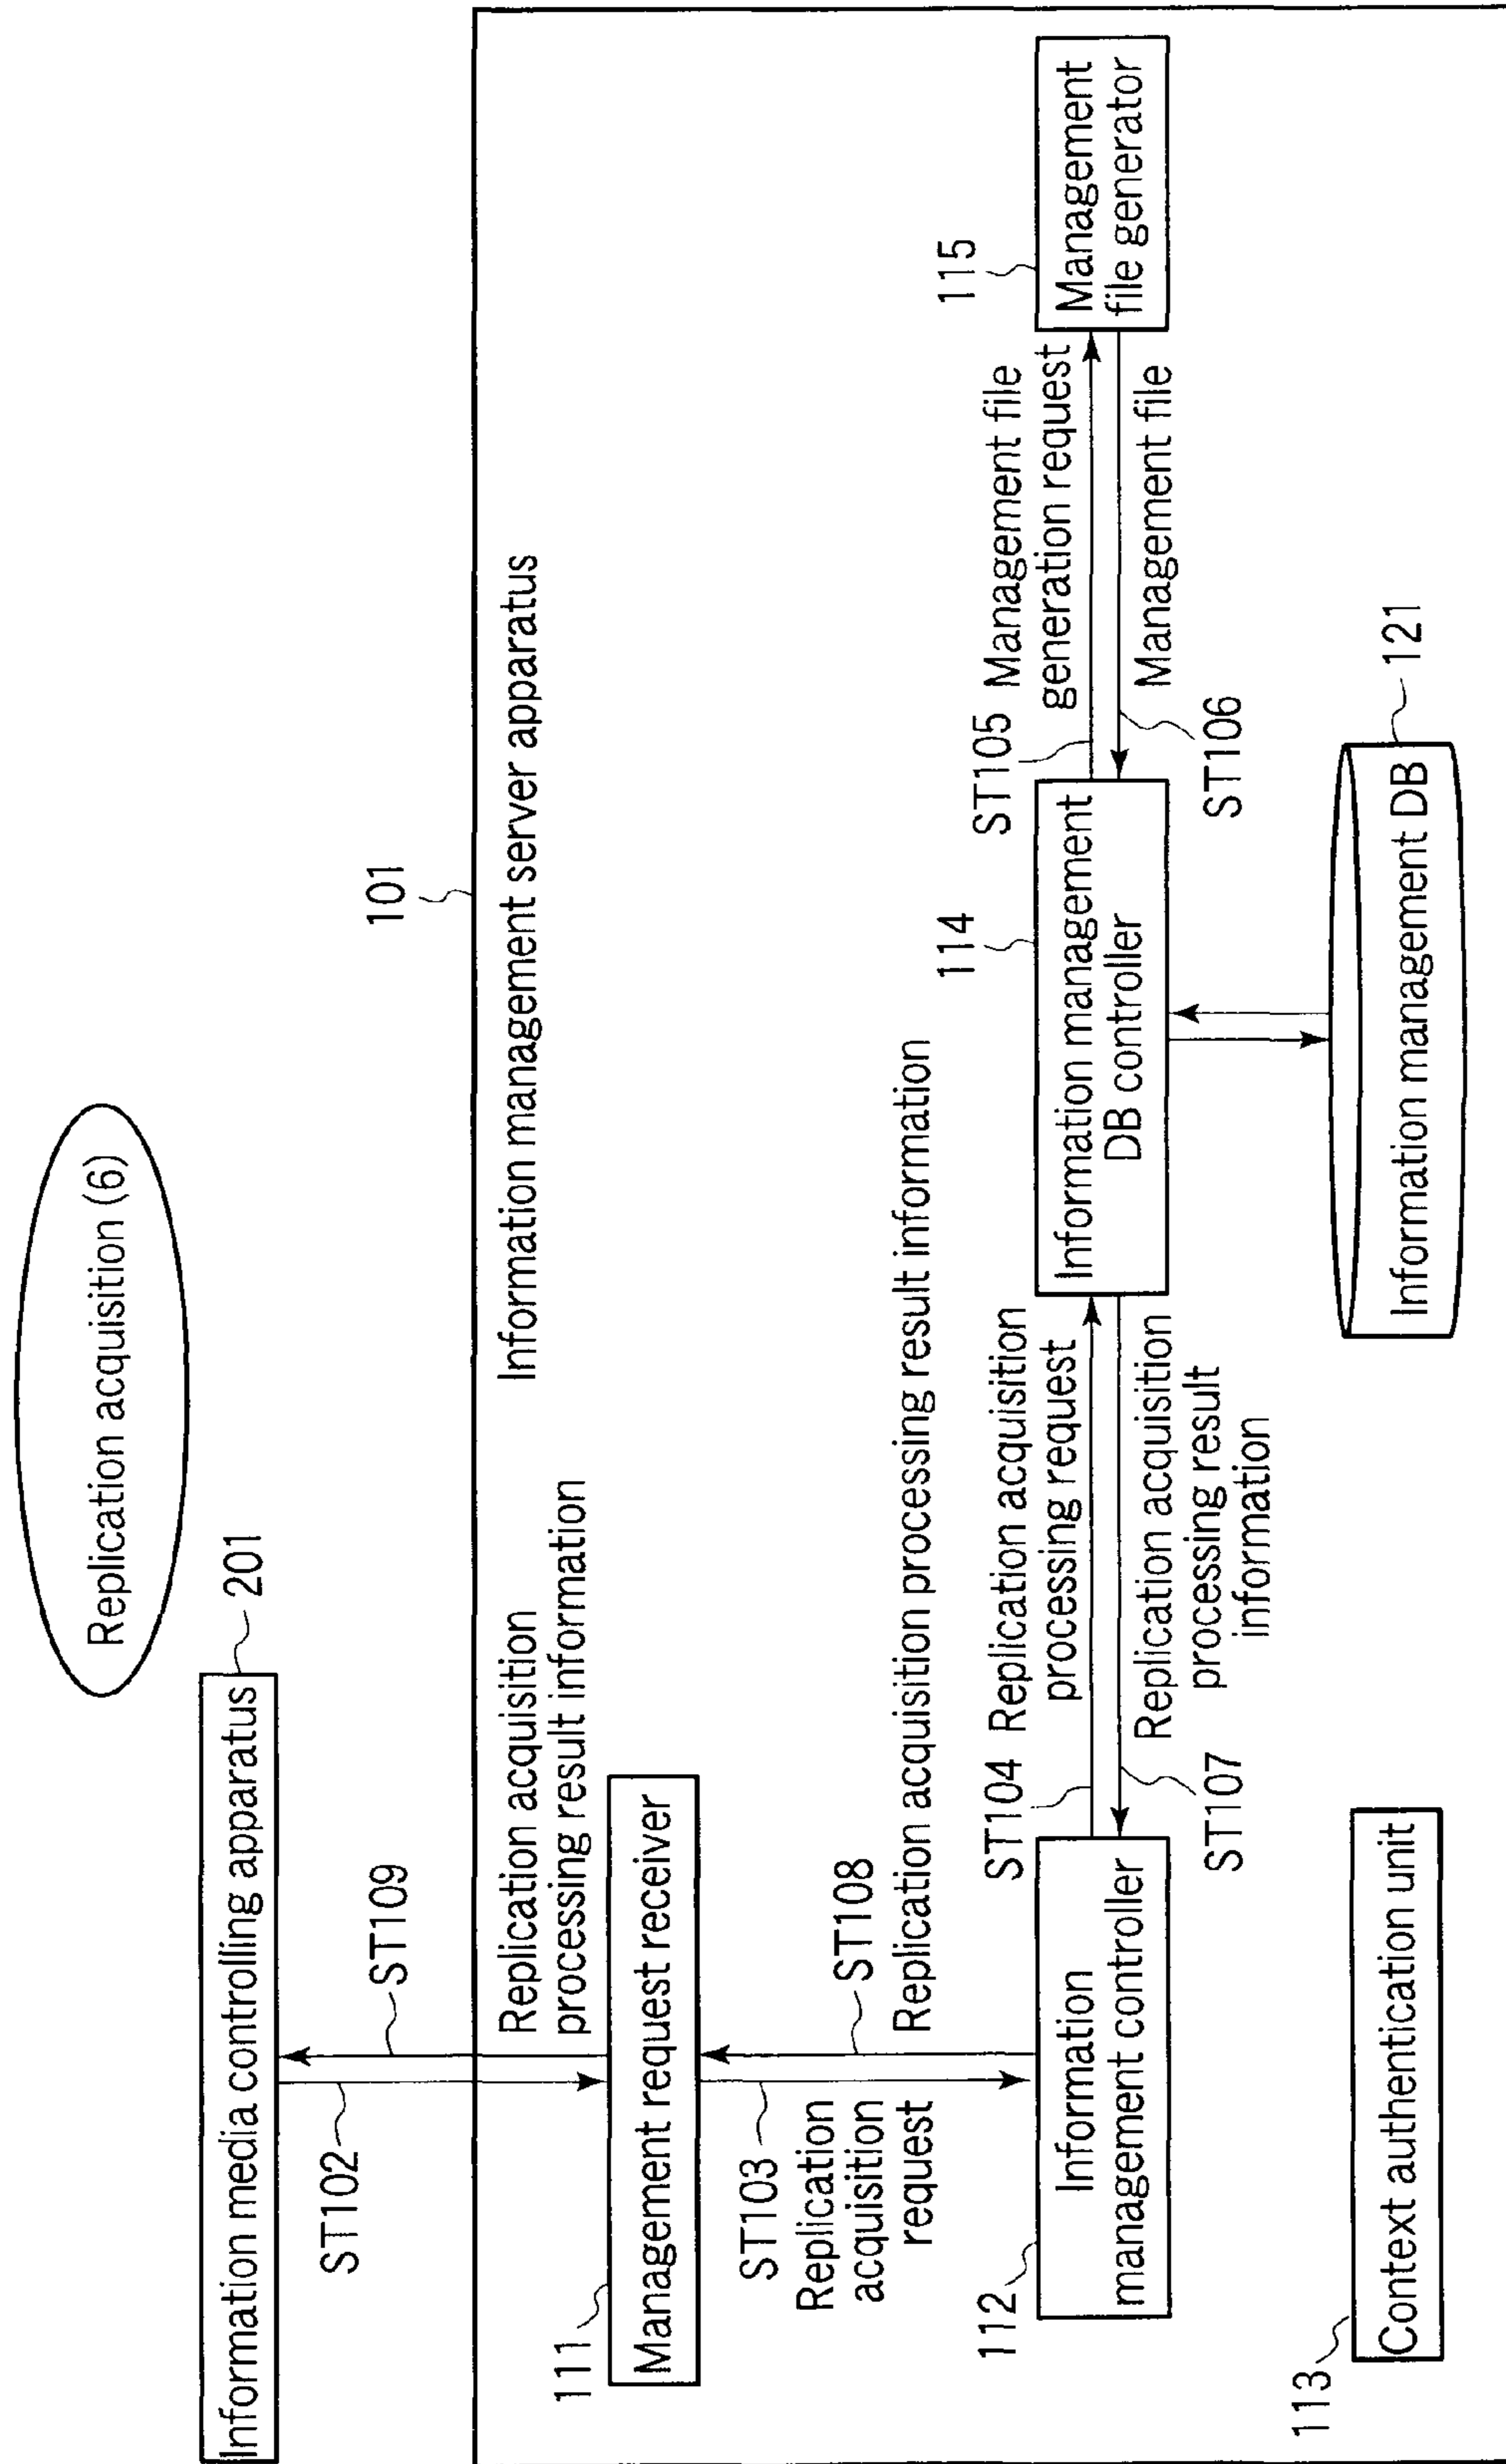 Replication acquisition (6)
Information media controlling apparatus
201
ST102
ST109
101
Information management server apparatus
Replication acquisition
processing result information
111
Management request receiver
ST103
Replication
acquisition
request
ST108
Replication acquisition processing result information
112
Information
management controller
ST104
Replication acquisition
processing request
Replication acquisition
processing result
information
ST107
114
Information management
DB controller
ST105
Management file
generation request
Management file
ST106
115
Management
file generator
113
Context authentication unit
121
Information management DB